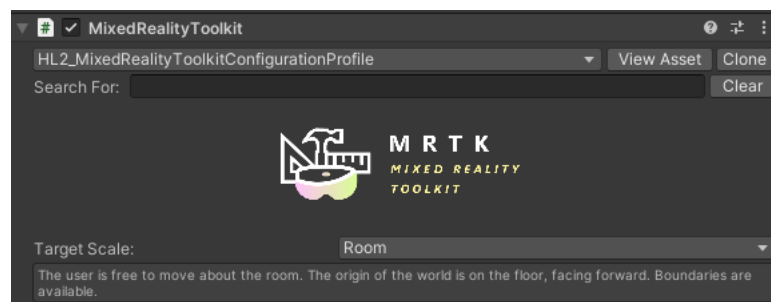 MixedRealityToolkit
HL2_MixedRealityToolkitConfigurationProfile View Asset Clone
Search For: Clear
MRTK
MIXED REALITY
TOOLKIT
Target Scale: Room
The user is free to move about the room. The origin of the world is on the floor, facing forward. Boundaries are
available.